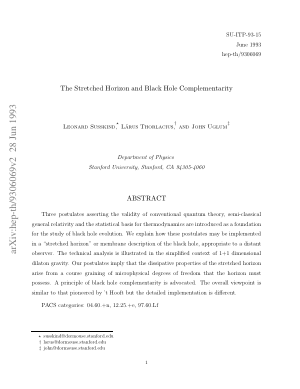 SU-ITP-93-15
June 1993
hep-th/9306069
The Stretched Horizon and Black Hole Complementarity
Leonard Susskind,* Lárus Thorlacius,† and John Uglum‡
Department of Physics
Stanford University, Stanford, CA 94305-4060
ABSTRACT
Three postulates asserting the validity of conventional quantum theory, semi-classical
general relativity and the statistical basis for thermodynamics are introduced as a foundation
for the study of black hole evolution. We explain how these postulates may be implemented
in a "stretched horizon" or membrane description of the black hole, appropriate to a distant
observer. The technical analysis is illustrated in the simplified context of 1+1 dimensional
dilaton gravity. Our postulates imply that the dissipative properties of the stretched horizon
arise from a course graining of microphysical degrees of freedom that the horizon must
possess. A principle of black hole complementarity is advocated. The overall viewpoint is
similar to that pioneered by 't Hooft but the detailed implementation is different.
PACS categories: 04.60.+n, 12.25.+e, 97.60.Lf
* susskind@dormouse.stanford.edu
† larus@dormouse.stanford.edu
‡ john@dormouse.stanford.edu
1
arXiv:hep-th/9306069v2 28 Jun 1993